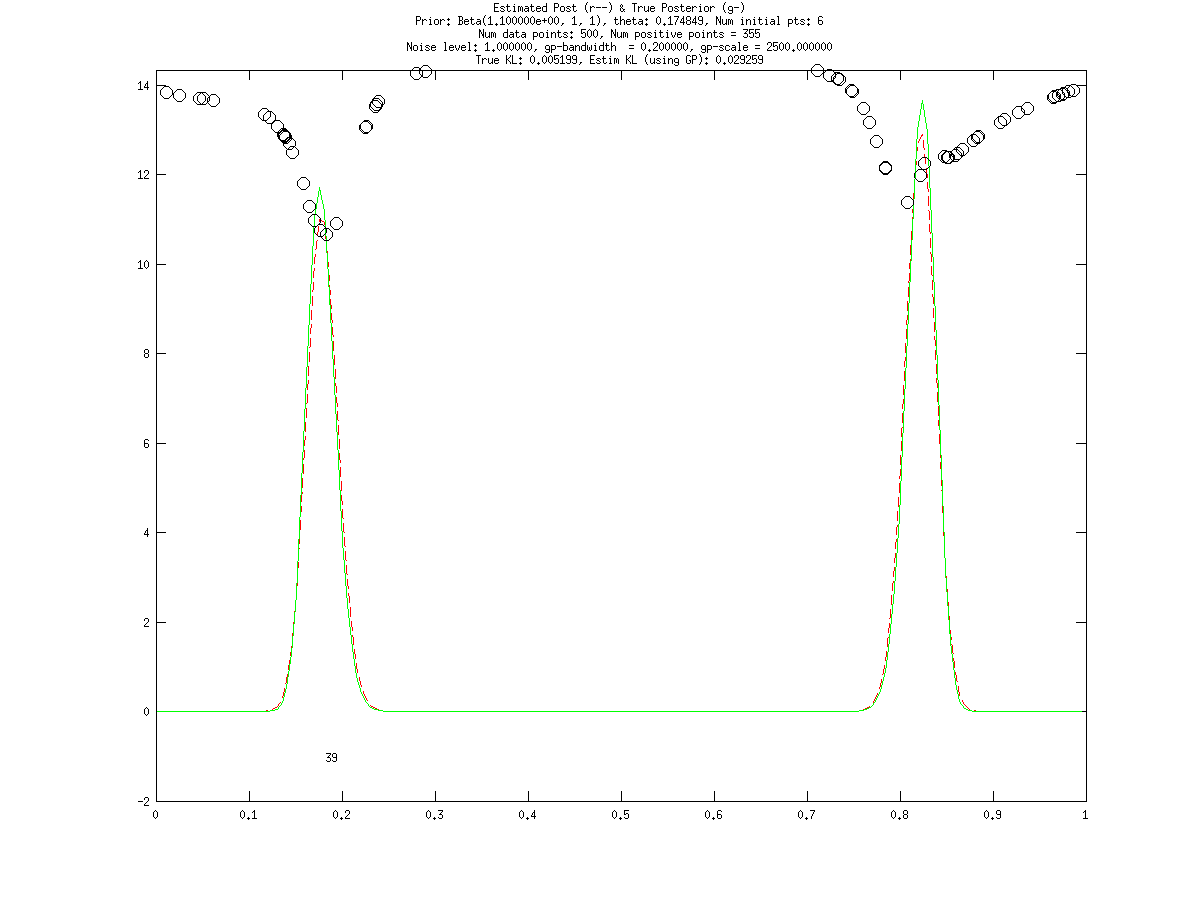 Estimated Post (r--) & True Posterior (g-)
Prior: Beta(1.100000e+00, 1, 1), theta: 0.174849, Num initial pts: 6
Num data points: 500, Num positive points = 355
Noise level: 1.000000, gp-bandwidth  = 0.200000, gp-scale = 2500.000000
True KL: 0.005199, Estim KL (using GP): 0.029259
14
12
10
8
6
4
2
0
39
-2
0 0.1 0.2 0.3 0.4 0.5 0.6 0.7 0.8 0.9 1